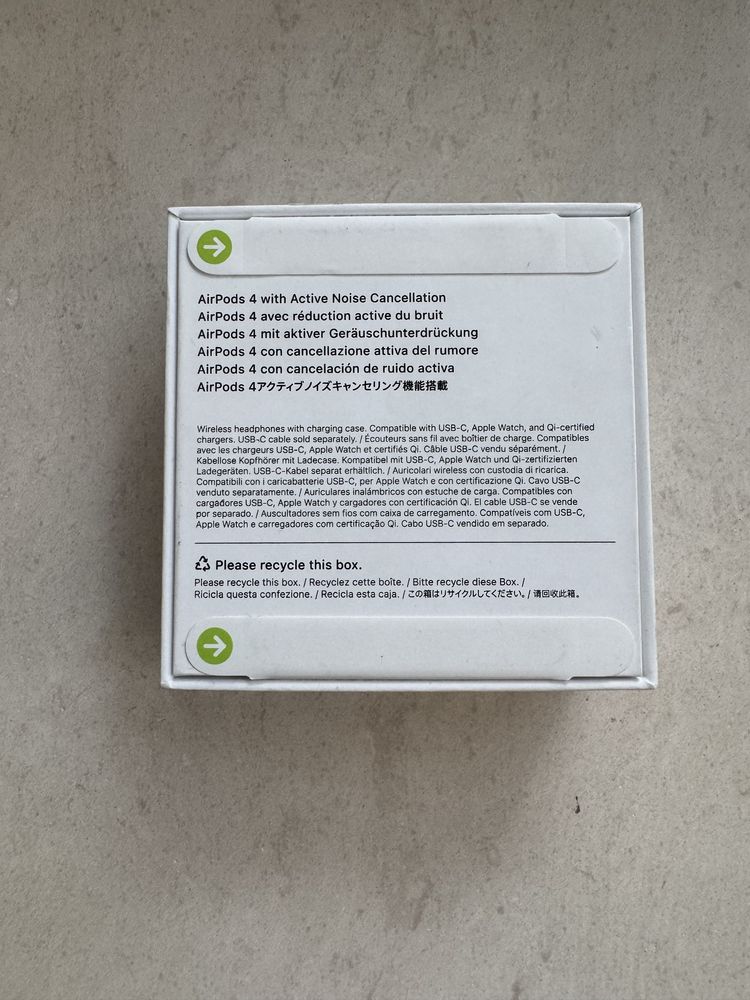 AirPods 4 with Active Noise Cancellation
AirPods 4 avec réduction active du bruit
AirPods 4 mit aktiver Geräuschunterdrückung
AirPods 4 con cancellazione attiva del rumore
AirPods 4 con cancelación de ruido activa
AirPods 4アクティブノイズキャンセリング機能搭載
Wireless headphones with charging case. Compatible with USB-C, Apple Watch, and Qi-certified
chargers. USB-C cable sold separately. / Écouteurs sans fil avec boîtier de charge. Compatibles
avec les chargeurs USB-C, Apple Watch et certifiés Qi. Câble USB-C vendu séparément. /
Kabellose Kopfhörer mit Ladecase. Kompatibel mit USB-C, Apple Watch und Qi-zertifizierten
Ladegeräten. USB-C-Kabel separat erhältlich. / Auricolari wireless con custodia di ricarica.
Compatibili con i caricabatterie USB-C, per Apple Watch e con certificazione Qi. Cavo USB-C
venduto separatamente. / Auriculares inalámbricos con estuche de carga. Compatibles con
cargadores USB-C, Apple Watch y cargadores con certificación Qi. El cable USB-C se vende
por separado. / Auscultadores sem fios com caixa de carregamento. Compatíveis com USB-C,
Apple Watch e carregadores com certificação Qi. Cabo USB-C vendido em separado.
Please recycle this box.
Please recycle this box. / Recyclez cette boîte. / Bitte recycle diese Box. /
Ricicla questa confezione. / Recicla esta caja. / この箱はリサイクルしてください。 / 请回收此箱。